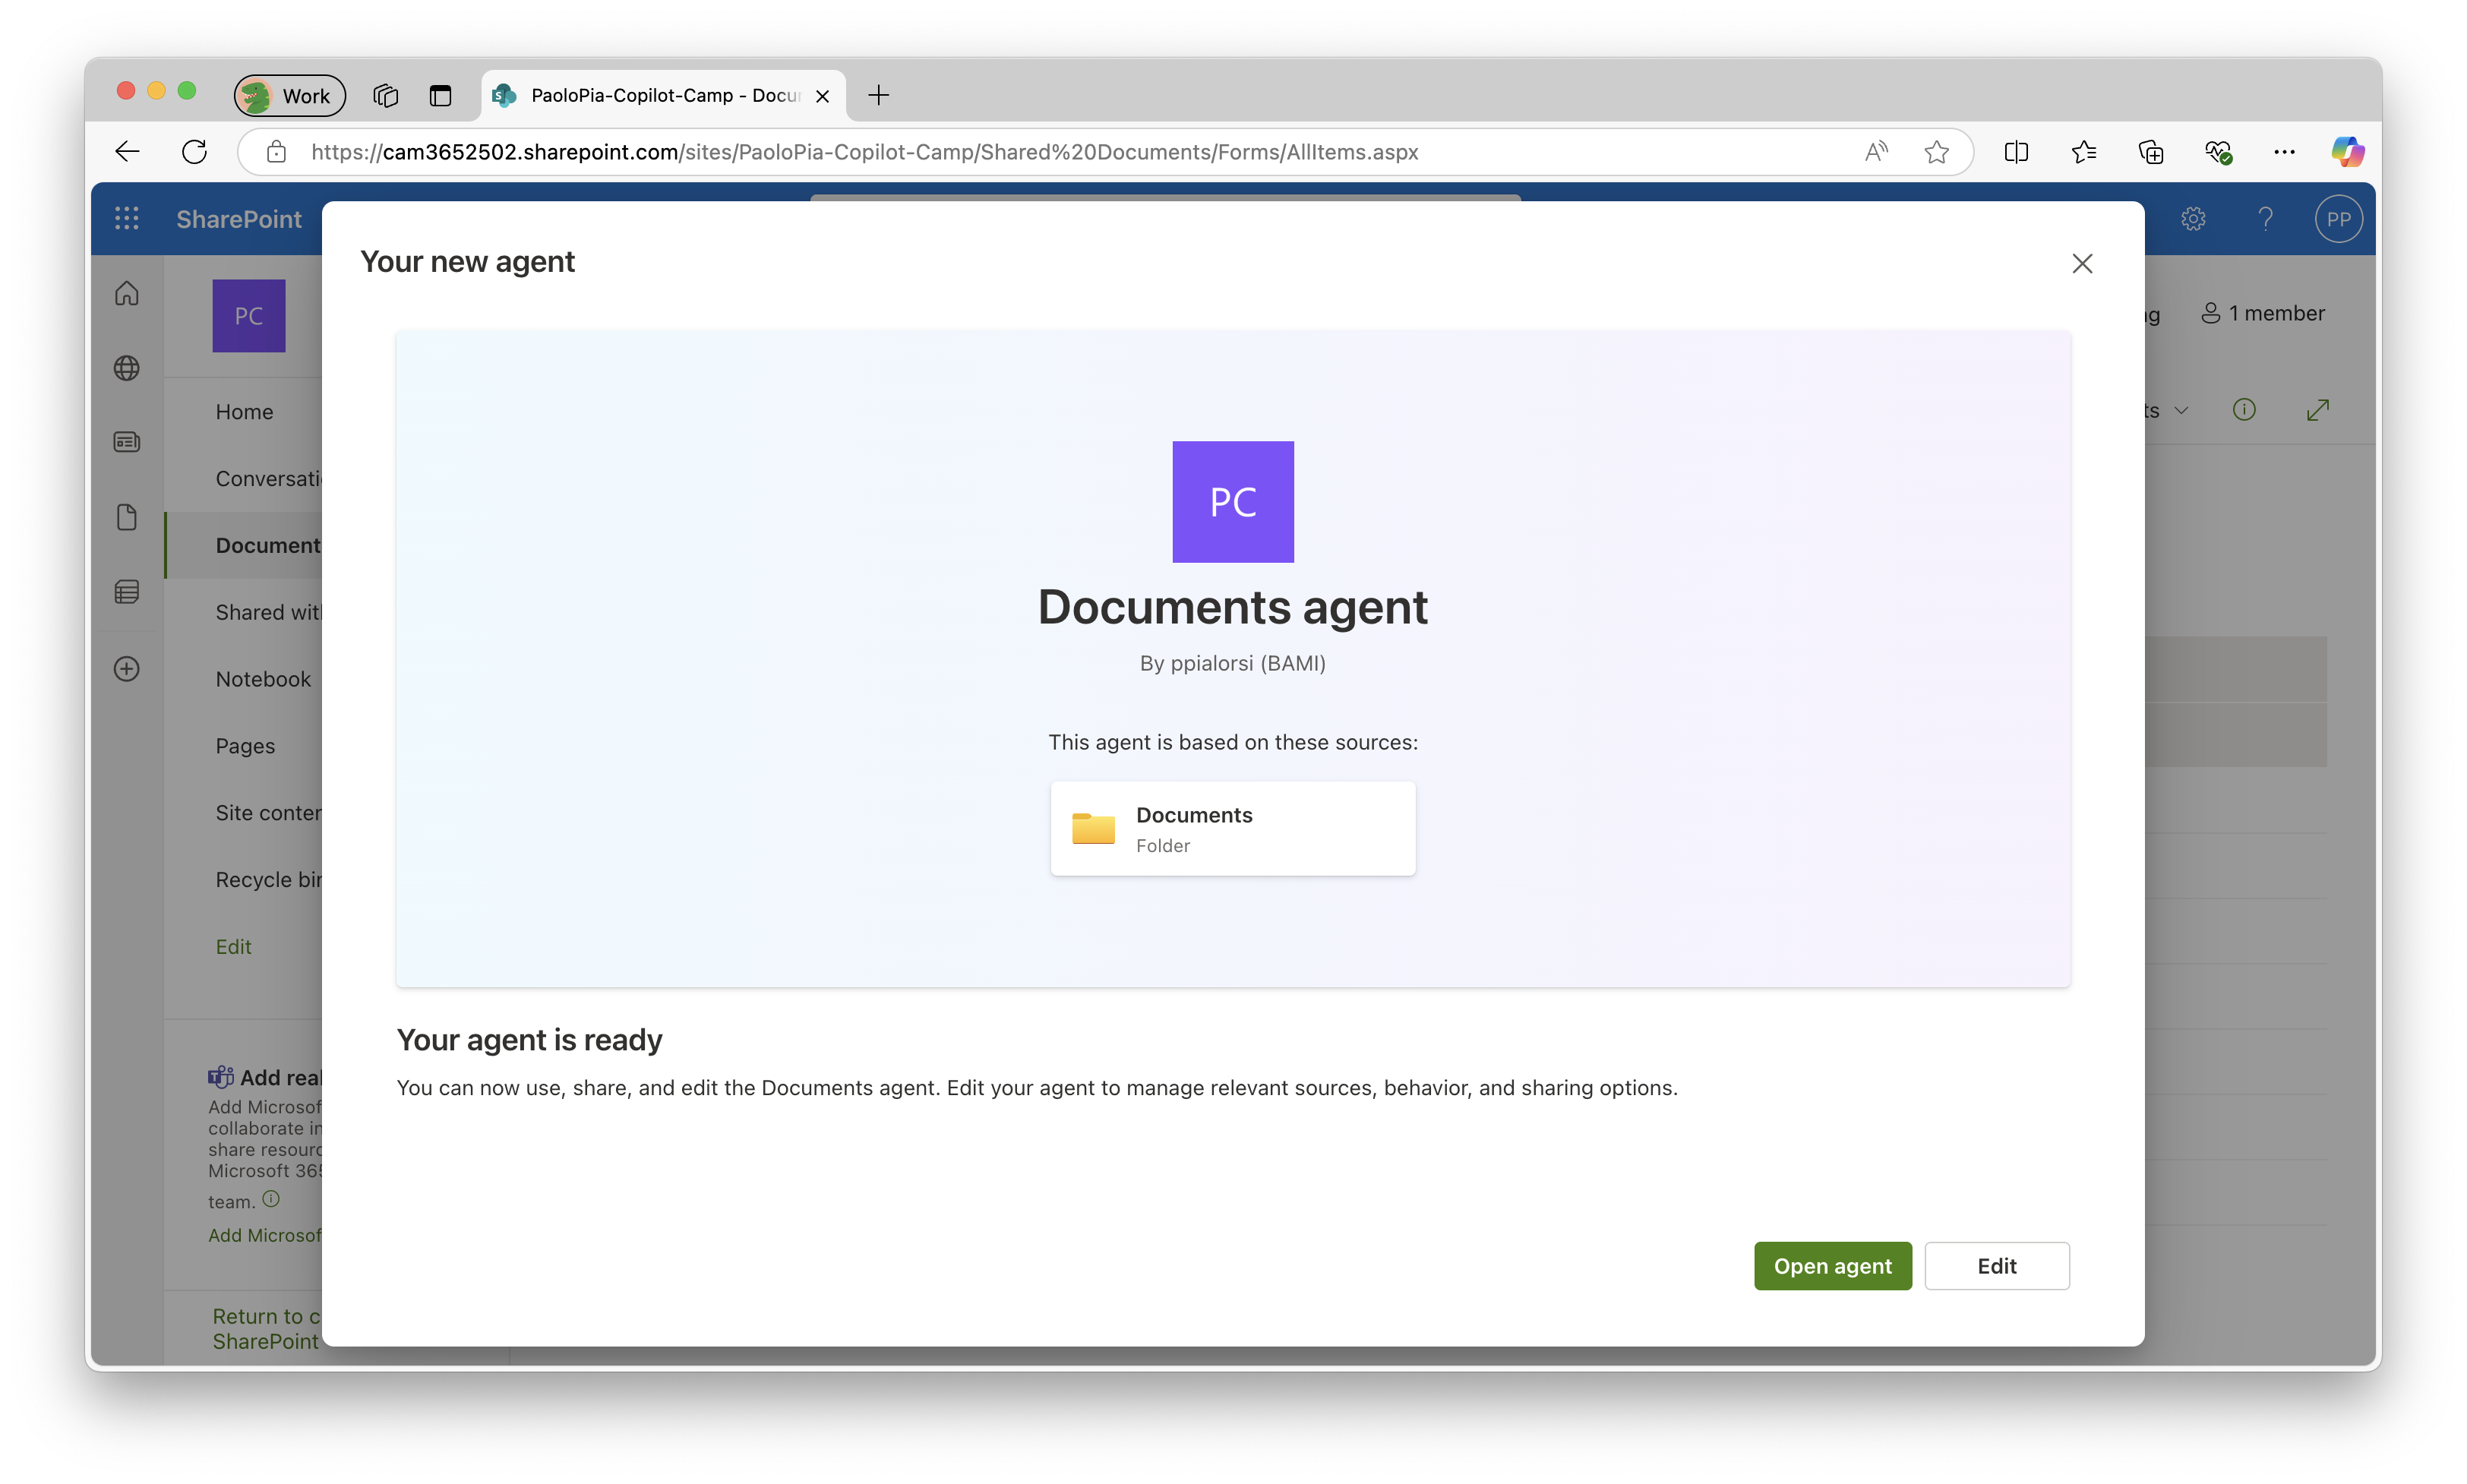 Work
PaoloPia-Copilot-Camp - Docu
https://cam3652502.sharepoint.com/sites/PaoloPia-Copilot-Camp/Shared%20Documents/Forms/AllItems.aspx
SharePoint
PP
Your new agent
PC
1 member
Home
Conversati
Document
Shared wit
Notebook
Pages
Site conter
Recycle bir
Edit
PC
Documents agent
By ppialorsi (BAMI)
This agent is based on these sources:
Documents
Folder
Your agent is ready
You can now use, share, and edit the Documents agent. Edit your agent to manage relevant sources, behavior, and sharing options.
Add real
Add Microsof
collaborate in
share resourc
Microsoft 365
team.
Add Microsof
Return to c
SharePoint
Open agent
Edit